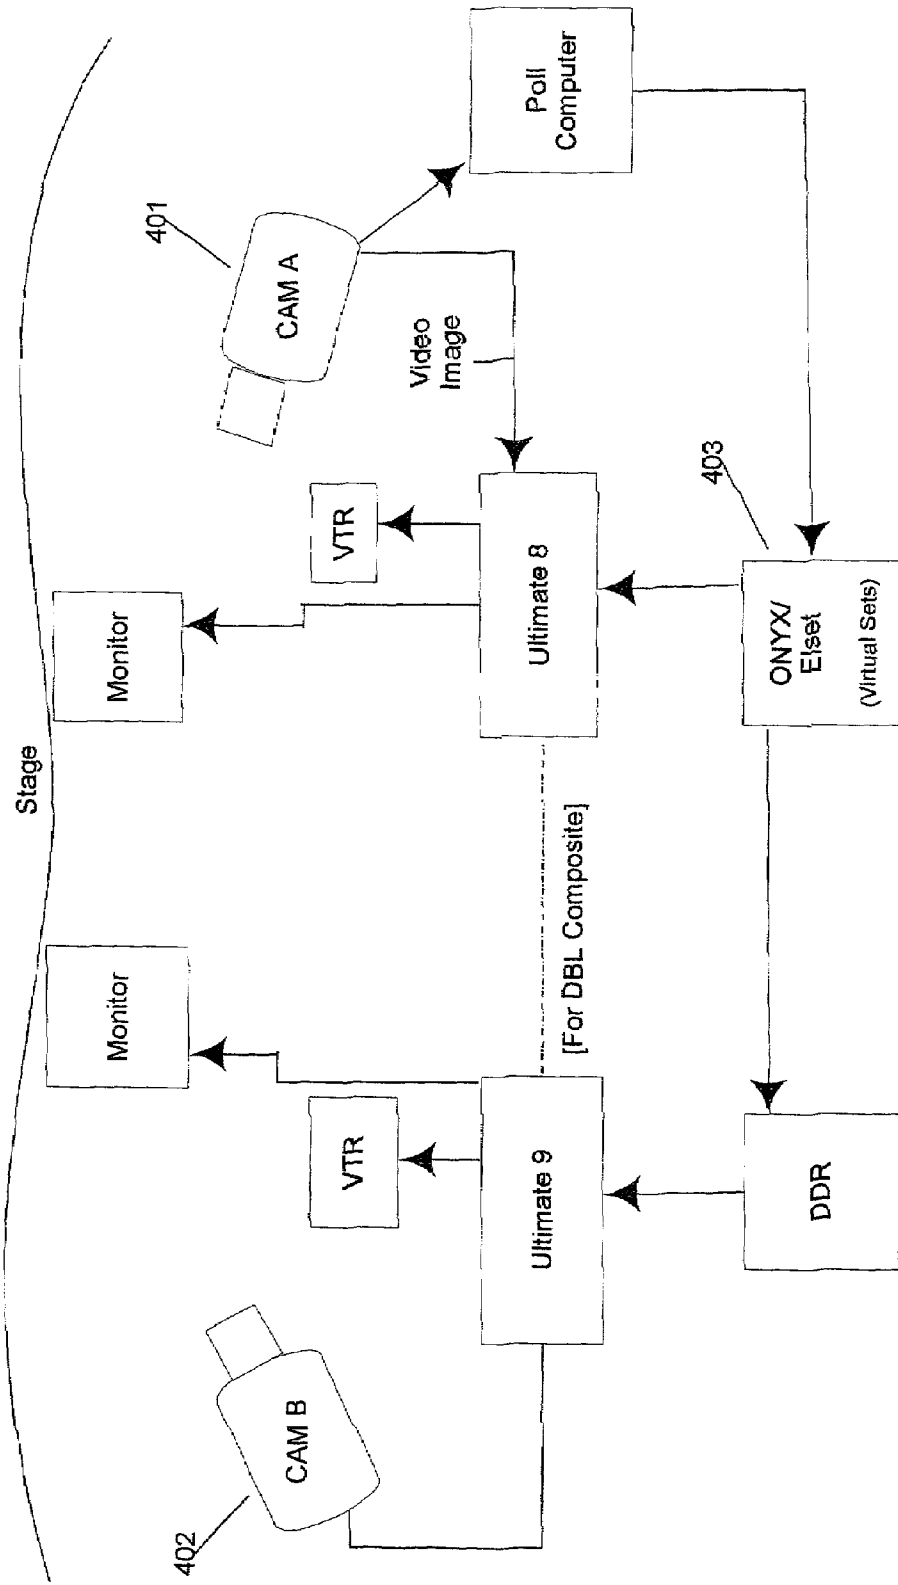 Stage
Monitor
Monitor
402
CAM B
VTR
VTR
CAM A
401
Video
Image
Poll
Computer
Ultimate 9
Ultimate 8
[For DBL Composite]
403
DDR
ONYX/
Elset
(Virtual Sets)